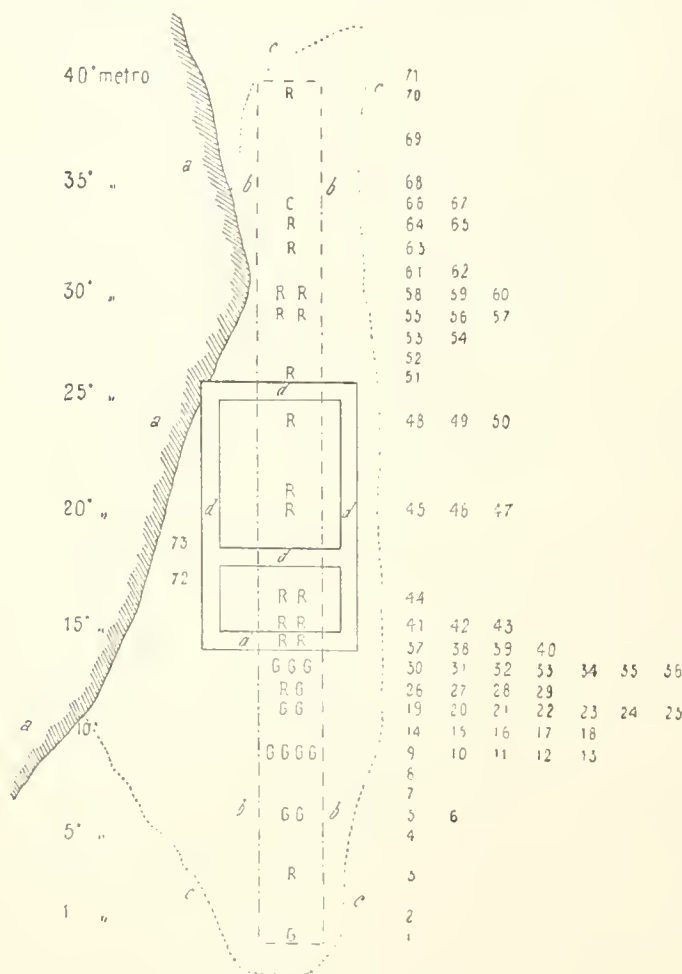 c
40° metro 71
R c 70
69
a
35° „ b b 68
C 66 67
R 64 65
R 63
61 62
30° „ R R 58 59 60
R R 55 56 57
53 54
52
R 51
25° „ d
a R 48 49 50
R
20° „ d R d 45 46 47
73 d
72
R R 44
15° „ R R 41 42 43
a R R 37 38 39 40
G G G 30 31 32 33 34 35 36
R G 26 27 28 29
a G G 19 20 21 22 23 24 25
10° 14 15 16 17 18
G G G G 9 10 11 12 13
8
7
b G G b 5 6
5° „ 4
R 3
c c
1 „ 2
G 1